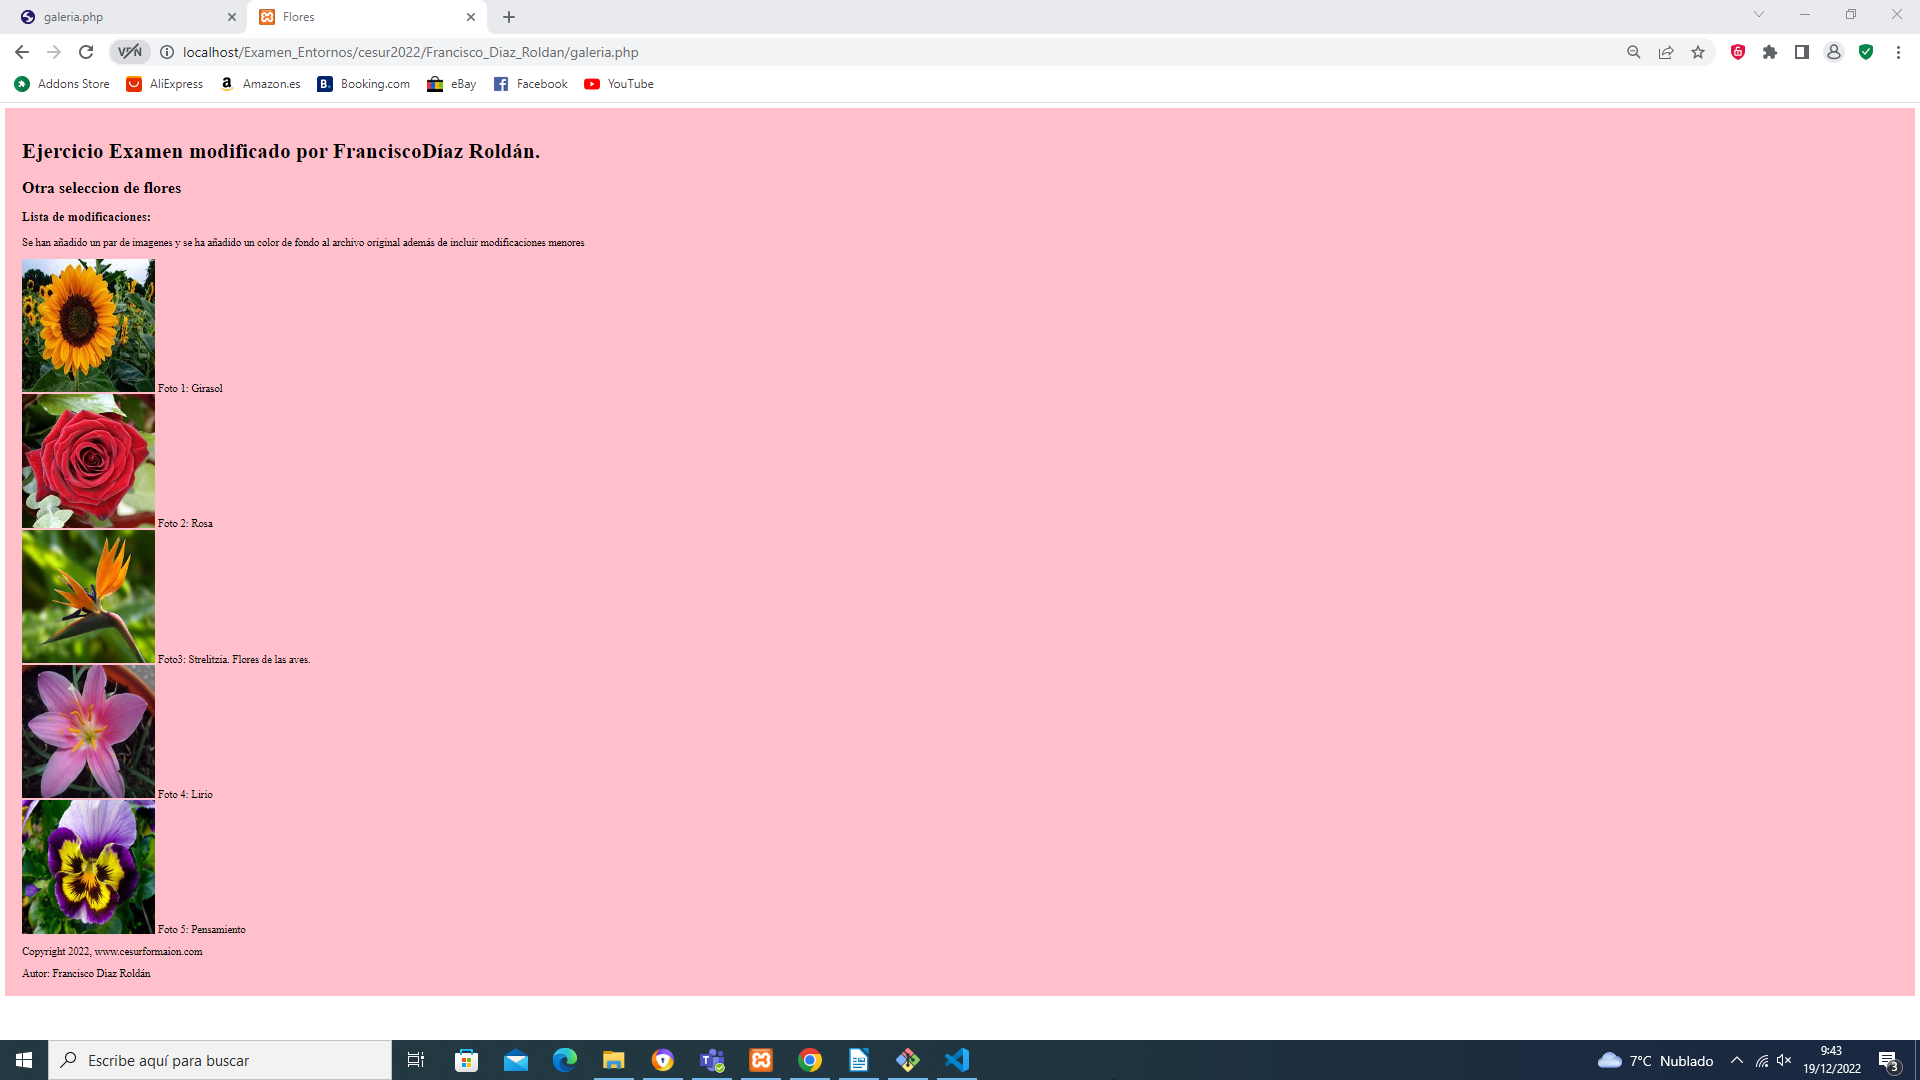 galeria.php
Flores
VPN
localhost/Examen_Entornos/cesur2022/Francisco_Diaz_Roldan/galeria.php
Addons Store AliExpress Amazon.es Booking.com eBay Facebook YouTube
Ejercicio Examen modificado por FranciscoDíaz Roldán.
Otra seleccion de flores
Lista de modificaciones:
Se han añadido un par de imagenes y se ha añadido un color de fondo al archivo original además de incluir modificaciones menores
Foto 1: Girasol
Foto 2: Rosa
Foto3: Strelitzia. Flores de las aves.
Foto 4: Lirio
Foto 5: Pensamiento
Copyright 2022, www.cesurformaion.com
Autor: Francisco Díaz Roldán
Escribe aquí para buscar
7°C Nublado
9:43
19/12/2022
3